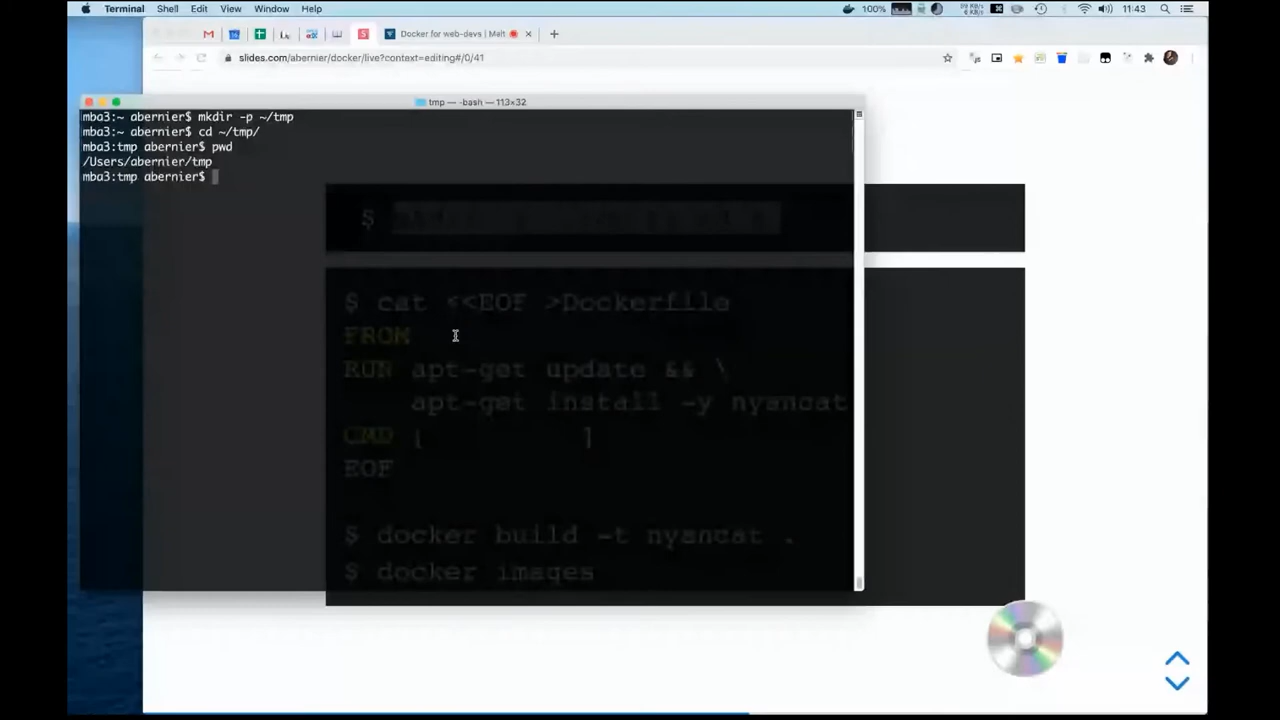 Terminal Shell Edit View Window Help 100% 11:43
Docker for web-devs | Melt
slides.com/abernier/docker/live?context=editing#/0/41
tmp — -bash — 113×32
mba3:~ abernier$ mkdir -p ~/tmp
mba3:~ abernier$ cd ~/tmp/
mba3:tmp abernier$ pwd
/Users/abernier/tmp
mba3:tmp abernier$
$
$ cat <<EOF >Dockerfile
FROM
RUN apt-get update && \
apt-get install -y nyancat
CMD [ ]
EOF
$ docker build -t nyancat .
$ docker images